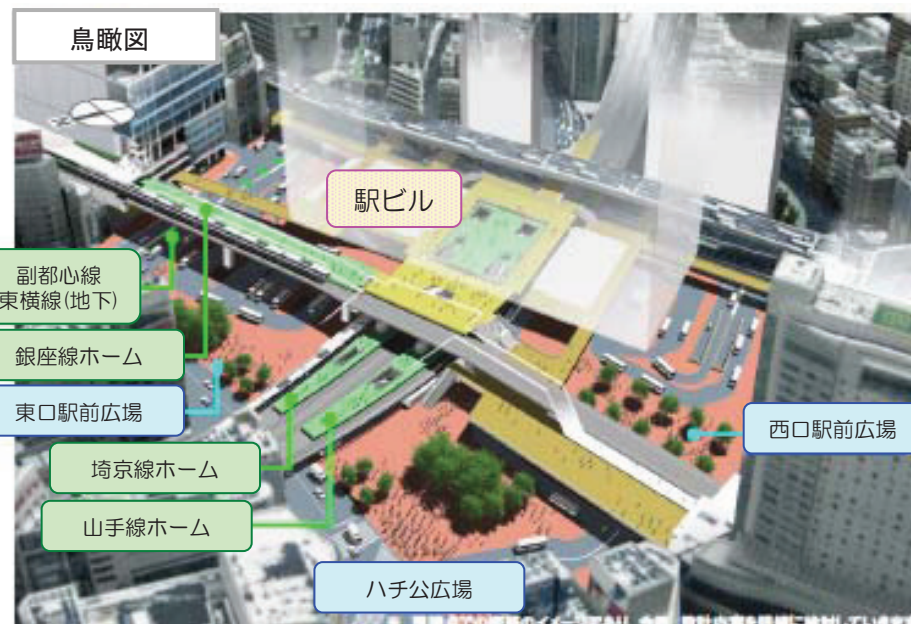 鳥瞰図
駅ビル
副都心線
東横線(地下)
銀座線ホーム
東口駅前広場
西口駅前広場
埼京線ホーム
山手線ホーム
ハチ公広場